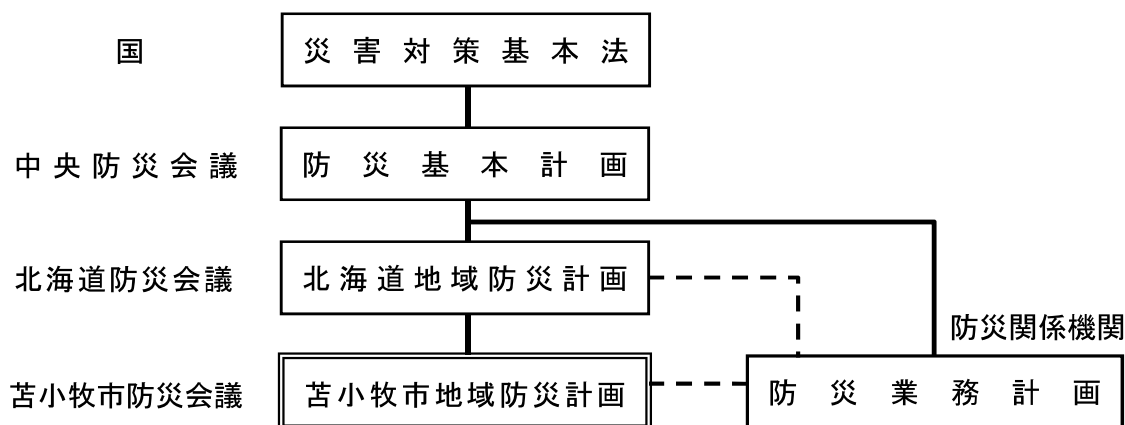 国
災害対策基本法
中央防災会議
防災基本計画
北海道防災会議
北海道地域防災計画
防災関係機関
苫小牧市防災会議
苫小牧市地域防災計画
防災業務計画